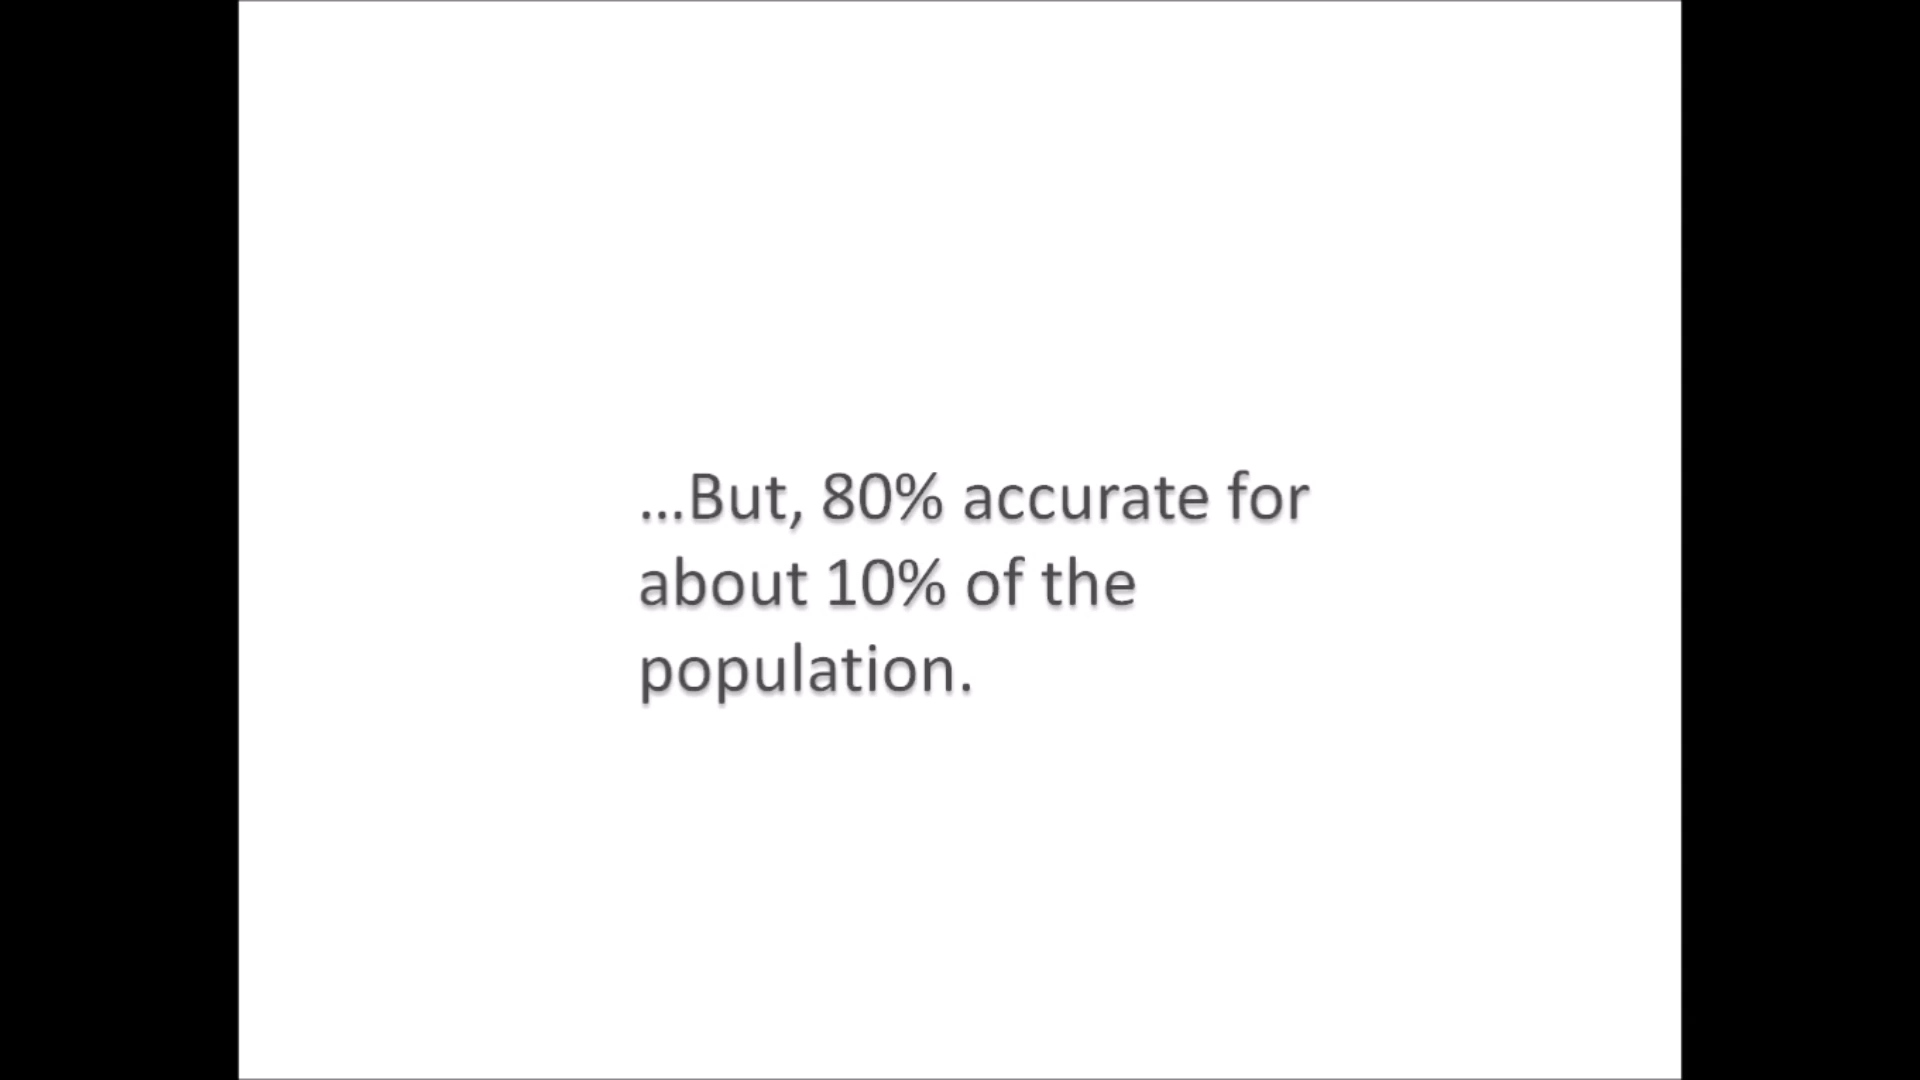 ...But, 80% accurate for
about 10% of the
population.